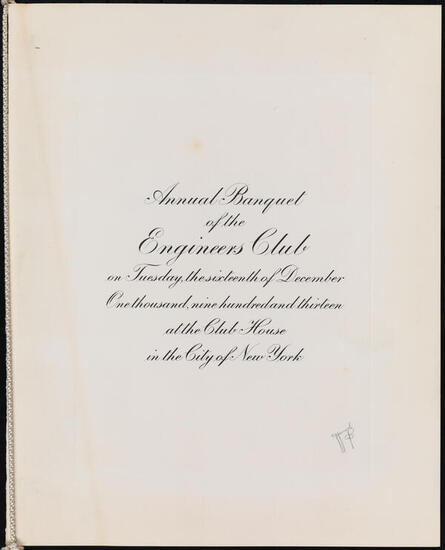 Annual Banquet
of the
Engineers Club
on Tuesday, the sixteenth of December
One thousand, nine hundred and thirteen
at the Club House
in the City of New York